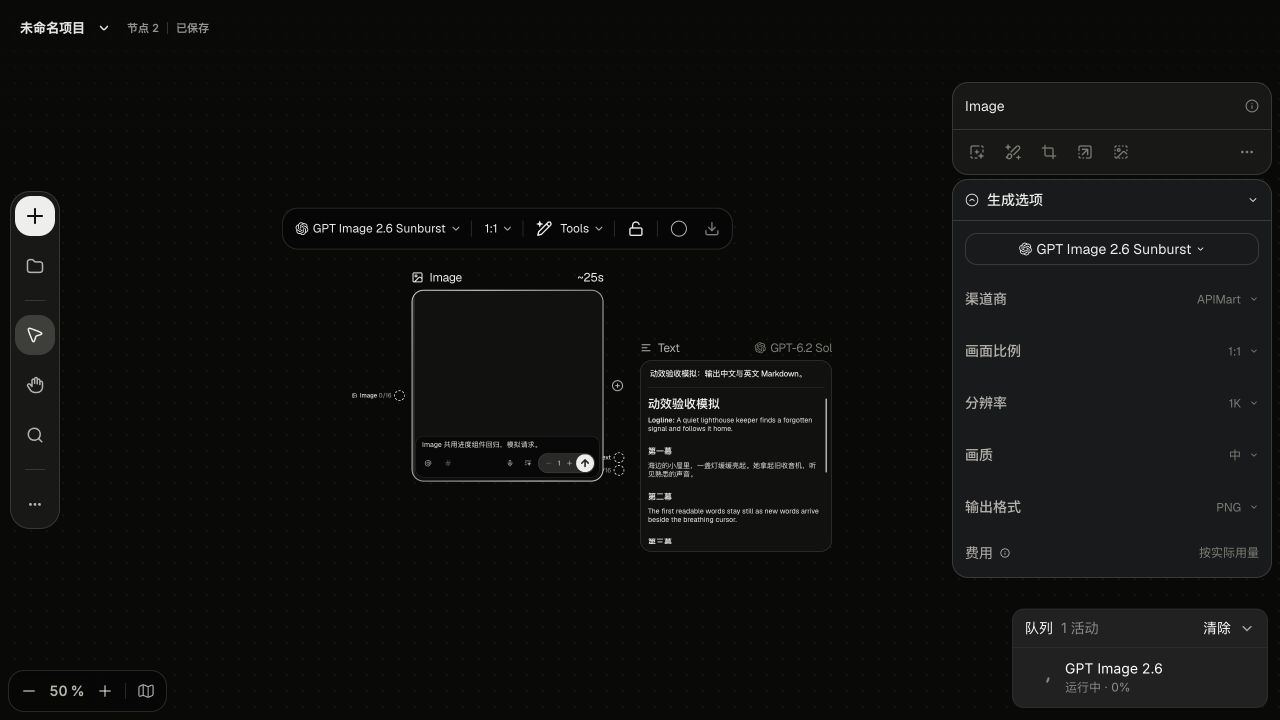 未命名项目
节点 2
已保存
Image
生成选项
GPT Image 2.6 Sunburst
渠道商
APIMart
画面比例
1:1
分辨率
1K
画质
中
输出格式
PNG
费用
按实际用量
GPT Image 2.6 Sunburst
1:1
Tools
Image
~25s
Image 0/16
Image 共用进度组件回归。模拟请求。
@
#
1
ext
16
Text
GPT-6.2 Sol
动效验收模拟：输出中文与英文 Markdown。
动效验收模拟
Logline: A quiet lighthouse keeper finds a forgotten
signal and follows it home.
第一幕
海边的小屋里，一盏灯缓缓亮起。她拿起旧收音机，听
见熟悉的声音。
第二幕
The first readable words stay still as new words arrive
beside the breathing cursor.
第三幕
队列 1 活动
清除
GPT Image 2.6
运行中 · 0%
50 %